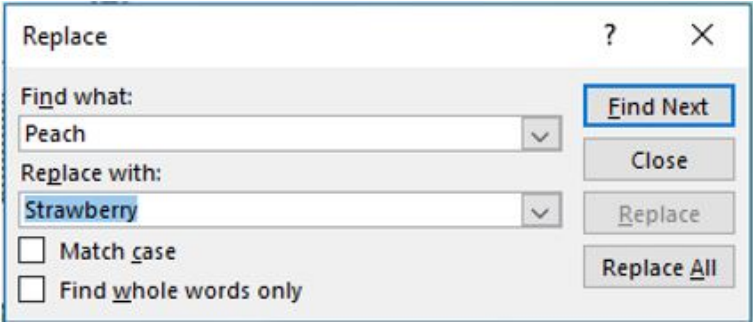 Replace ?
Find what:
Peach
Replace with:
Strawberry
Match case
Find whole words only
Find Next
Close
Replace
Replace All